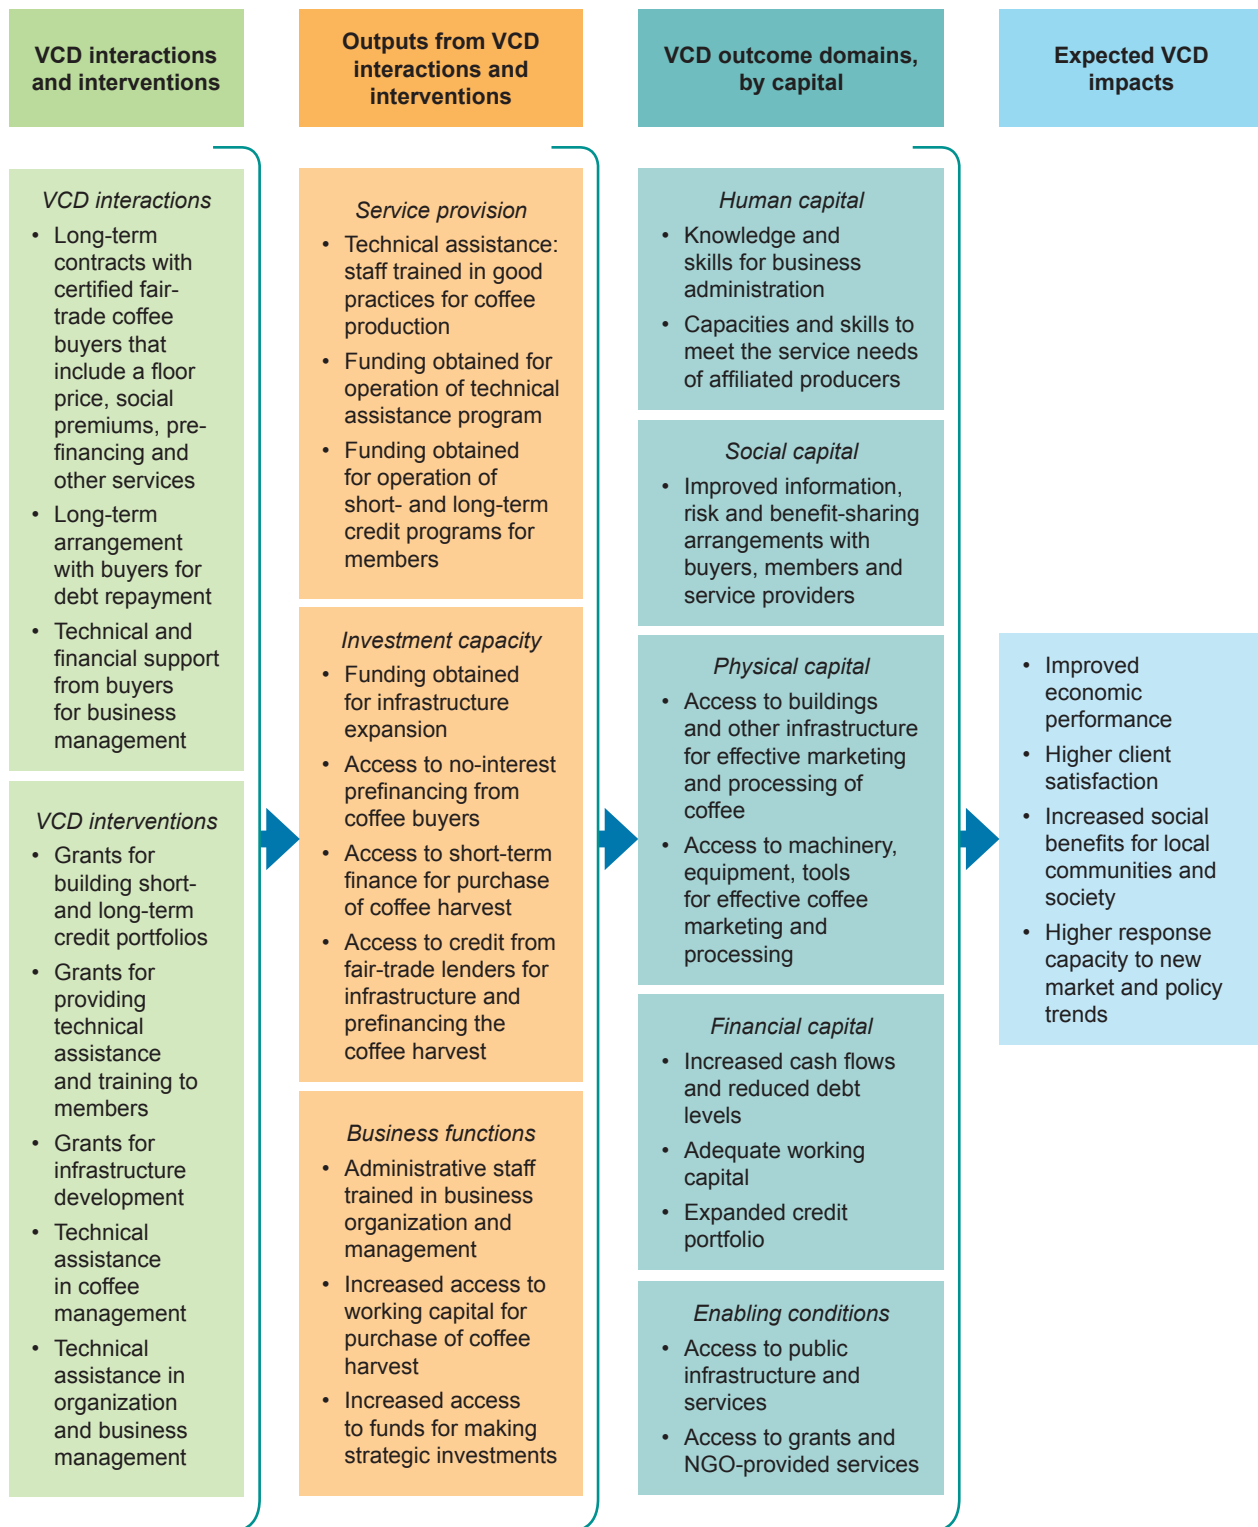 VCD interactions
and interventions
Outputs from VCD
interactions and
interventions
VCD outcome domains,
by capital
Expected VCD
impacts
VCD interactions
• Long-term
contracts with
certified fair-
trade coffee
buyers that
include a floor
price, social
premiums, pre-
financing and
other services
• Long-term
arrangement
with buyers for
debt repayment
• Technical and
financial support
from buyers
for business
management
VCD interventions
• Grants for
building short-
and long-term
credit portfolios
• Grants for
providing
technical
assistance
and training to
members
• Grants for
infrastructure
development
• Technical
assistance
in coffee
management
• Technical
assistance in
organization
and business
management
Service provision
• Technical assistance:
staff trained in good
practices for coffee
production
• Funding obtained for
operation of technical
assistance program
• Funding obtained
for operation of
short- and long-term
credit programs for
members
Investment capacity
• Funding obtained
for infrastructure
expansion
• Access to no-interest
prefinancing from
coffee buyers
• Access to short-term
finance for purchase
of coffee harvest
• Access to credit from
fair-trade lenders for
infrastructure and
prefinancing the
coffee harvest
Business functions
• Administrative staff
trained in business
organization and
management
• Increased access to
working capital for
purchase of coffee
harvest
• Increased access
to funds for making
strategic investments
Human capital
• Knowledge and
skills for business
administration
• Capacities and skills to
meet the service needs
of affiliated producers
Social capital
• Improved information,
risk and benefit-sharing
arrangements with
buyers, members and
service providers
Physical capital
• Access to buildings
and other infrastructure
for effective marketing
and processing of
coffee
• Access to machinery,
equipment, tools
for effective coffee
marketing and
processing
Financial capital
• Increased cash flows
and reduced debt
levels
• Adequate working
capital
• Expanded credit
portfolio
Enabling conditions
• Access to public
infrastructure and
services
• Access to grants and
NGO-provided services
• Improved
economic
performance
• Higher client
satisfaction
• Increased social
benefits for local
communities and
society
• Higher response
capacity to new
market and policy
trends